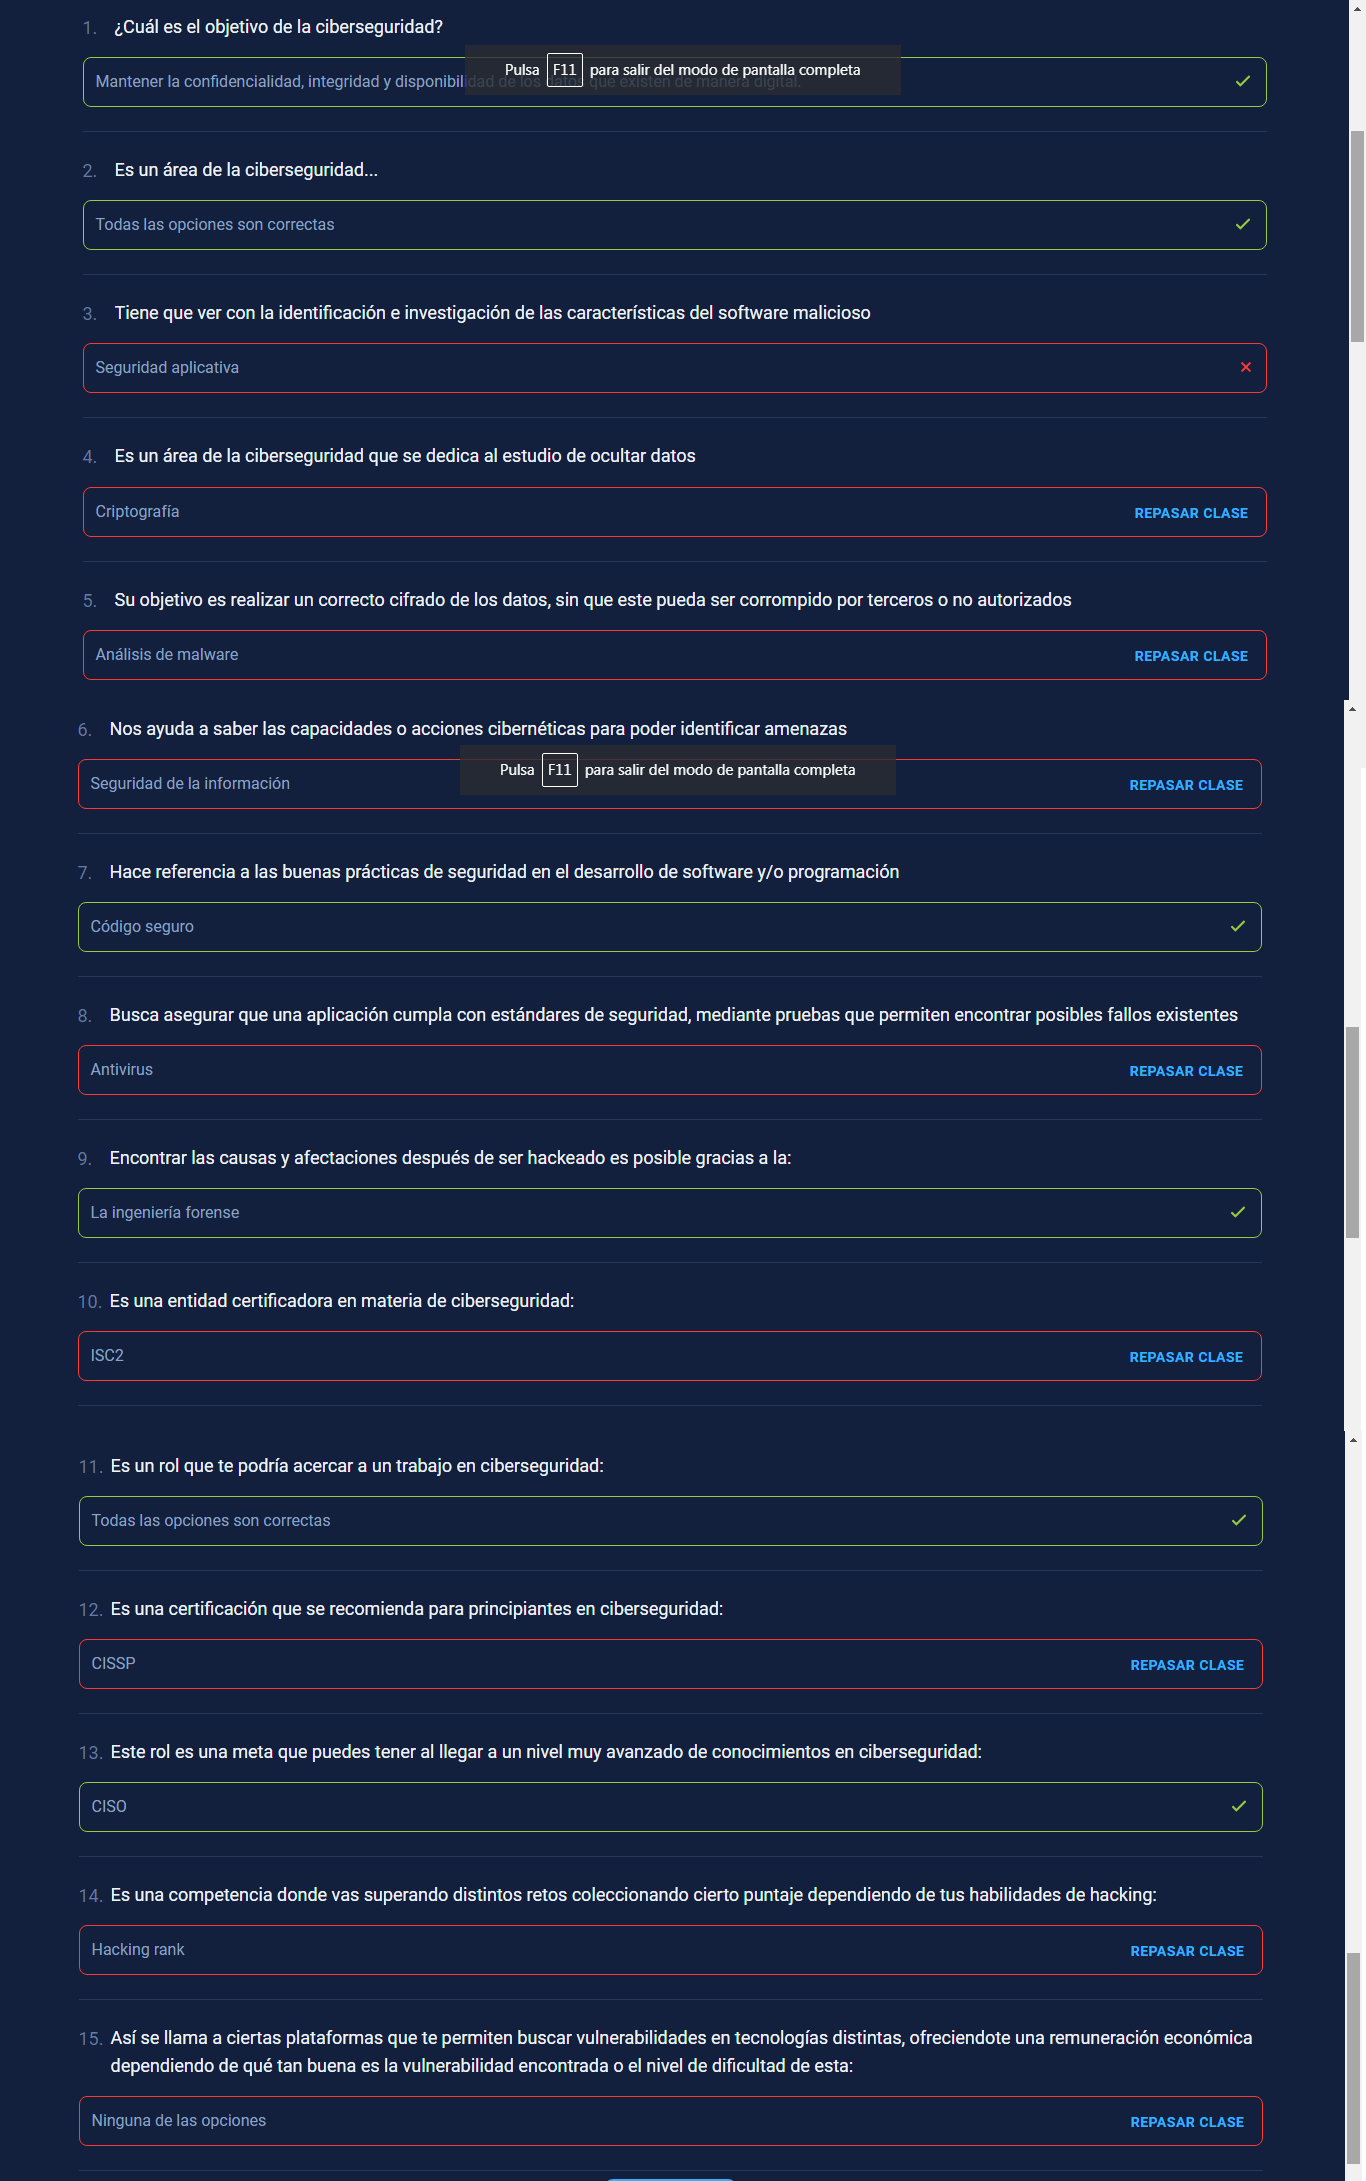 1. ¿Cuál es el objetivo de la ciberseguridad?
Pulsa F11 para salir del modo de pantalla completa
Mantener la confidencialidad, integridad y disponibilidad de los datos que existen de manera digital.
2. Es un área de la ciberseguridad...
Todas las opciones son correctas
3. Tiene que ver con la identificación e investigación de las características del software malicioso
Seguridad aplicativa
4. Es un área de la ciberseguridad que se dedica al estudio de ocultar datos
Criptografía REPASAR CLASE
5. Su objetivo es realizar un correcto cifrado de los datos, sin que este pueda ser corrompido por terceros o no autorizados
Análisis de malware REPASAR CLASE
6. Nos ayuda a saber las capacidades o acciones cibernéticas para poder identificar amenazas
Pulsa F11 para salir del modo de pantalla completa
Seguridad de la información REPASAR CLASE
7. Hace referencia a las buenas prácticas de seguridad en el desarrollo de software y/o programación
Código seguro
8. Busca asegurar que una aplicación cumpla con estándares de seguridad, mediante pruebas que permiten encontrar posibles fallos existentes
Antivirus REPASAR CLASE
9. Encontrar las causas y afectaciones después de ser hackeado es posible gracias a la:
La ingeniería forense
10. Es una entidad certificadora en materia de ciberseguridad:
ISC2 REPASAR CLASE
11. Es un rol que te podría acercar a un trabajo en ciberseguridad:
Todas las opciones son correctas
12. Es una certificación que se recomienda para principiantes en ciberseguridad:
CISSP REPASAR CLASE
13. Este rol es una meta que puedes tener al llegar a un nivel muy avanzado de conocimientos en ciberseguridad:
CISO
14. Es una competencia donde vas superando distintos retos coleccionando cierto puntaje dependiendo de tus habilidades de hacking:
Hacking rank REPASAR CLASE
15. Así se llama a ciertas plataformas que te permiten buscar vulnerabilidades en tecnologías distintas, ofreciendote una remuneración económica
dependiendo de qué tan buena es la vulnerabilidad encontrada o el nivel de dificultad de esta:
Ninguna de las opciones REPASAR CLASE